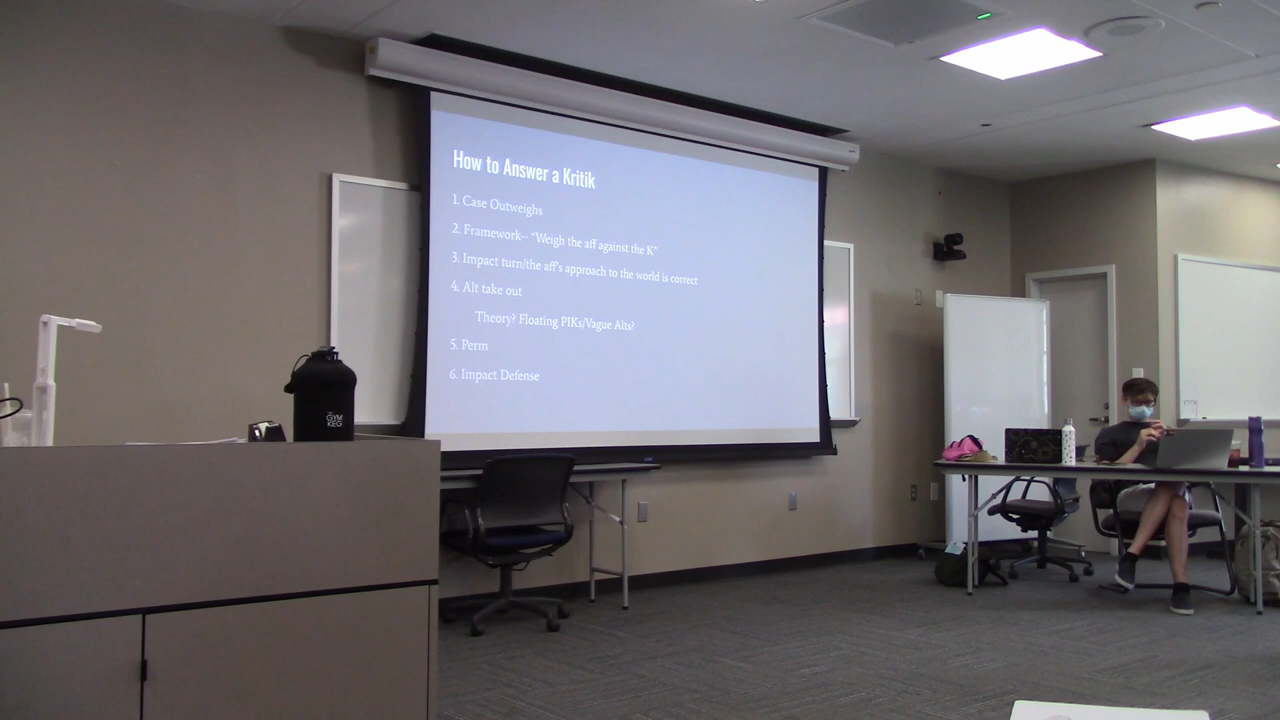 How to Answer a Kritik
1. Case Outweighs
2. Framework-- "Weigh the aff against the K"
3. Impact turn/the aff's approach to the world is correct
4. Alt take out
Theory? Floating PIKs/Vague Alts?
5. Perm
6. Impact Defense
THE
GYM
KEG